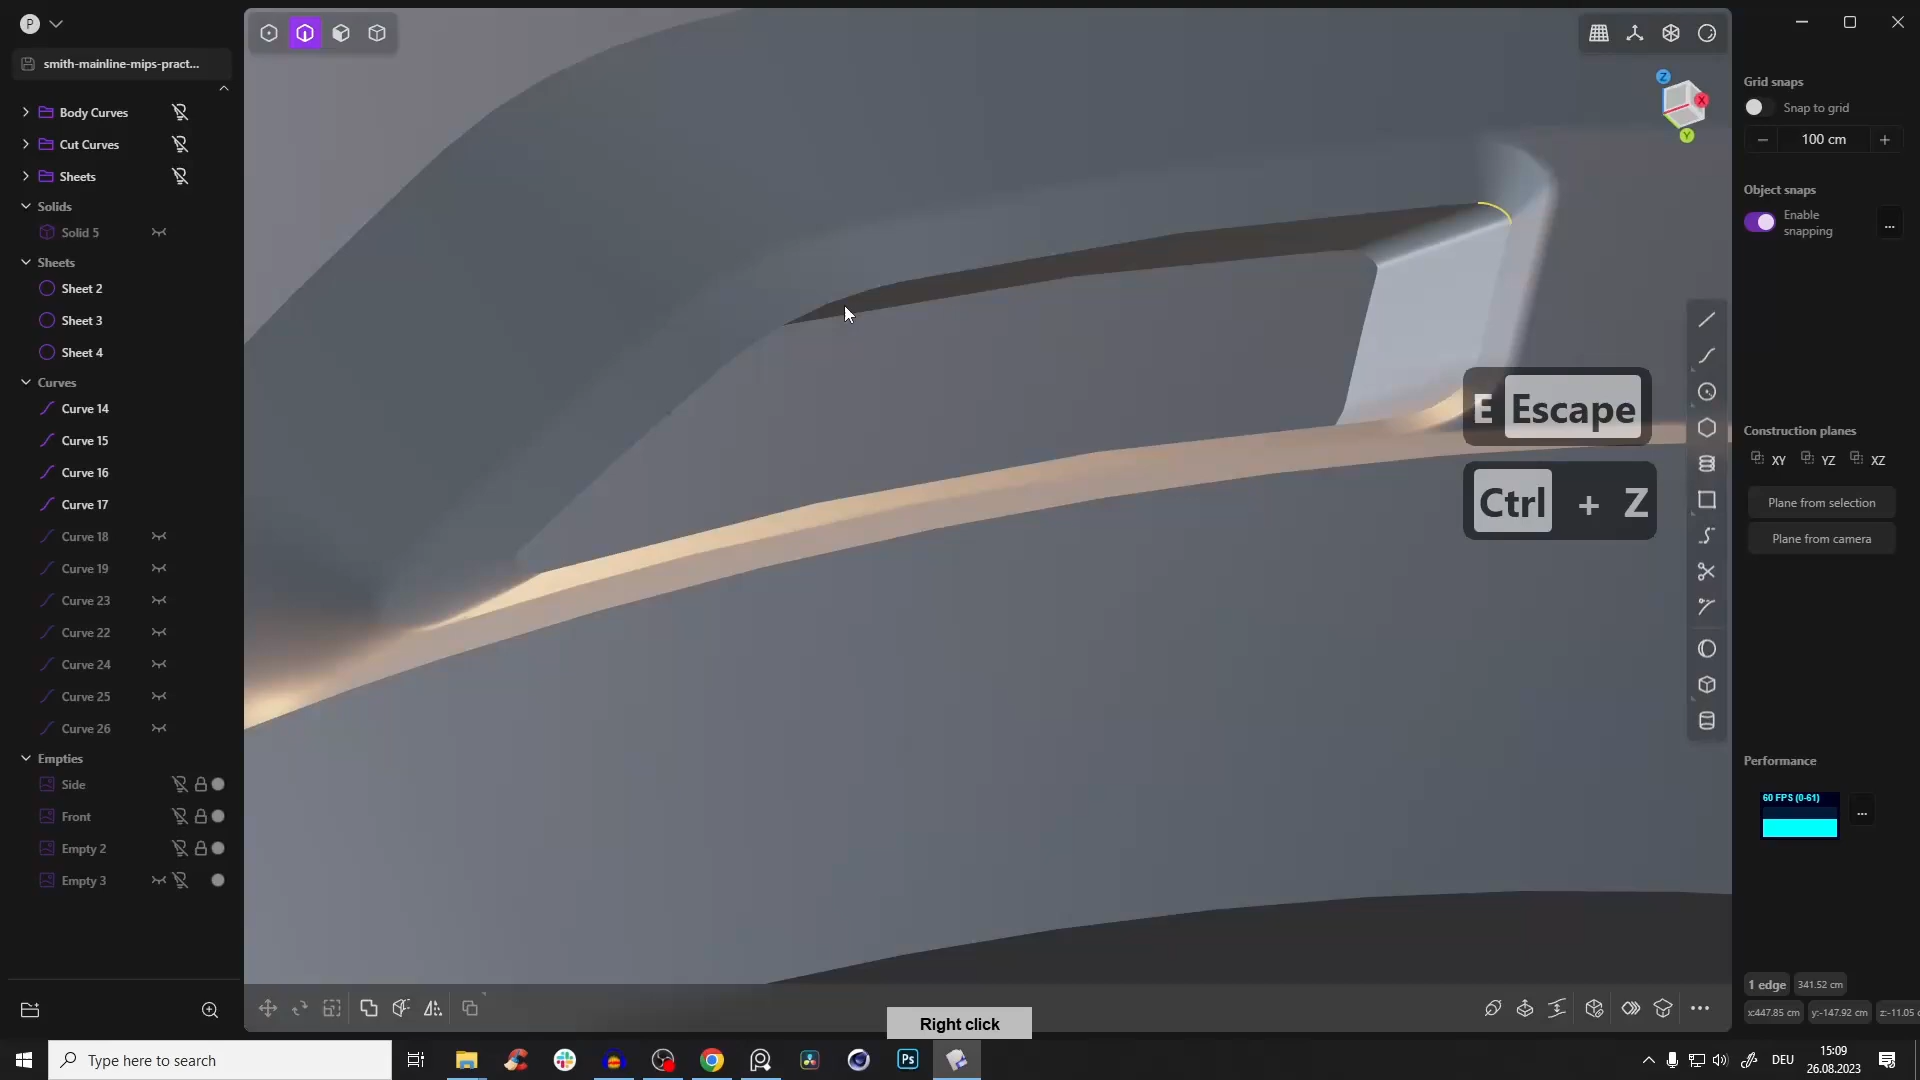 P
smith-mainline-mips-pract...
Body Curves
Cut Curves
Sheets
Solids
Solid 5
Sheets
Sheet 2
Sheet 3
Sheet 4
Curves
Curve 14
Curve 15
Curve 16
Curve 17
Curve 18
Curve 19
Curve 23
Curve 22
Curve 24
Curve 25
Curve 26
Empties
Side
Front
Empty 2
Empty 3
Z
X
Y
E Escape
Ctrl + Z
Grid snaps
Snap to grid
− 100 cm +
Object snaps
Enable
snapping
...
Construction planes
XY YZ XZ
Plane from selection
Plane from camera
Performance
60 FPS (0-61)
...
1 edge 341.52 cm
x:447.85 cm y:-147.92 cm z:-11.05 c
Right click
Type here to search
Ps
DEU
15:09
26.08.2023